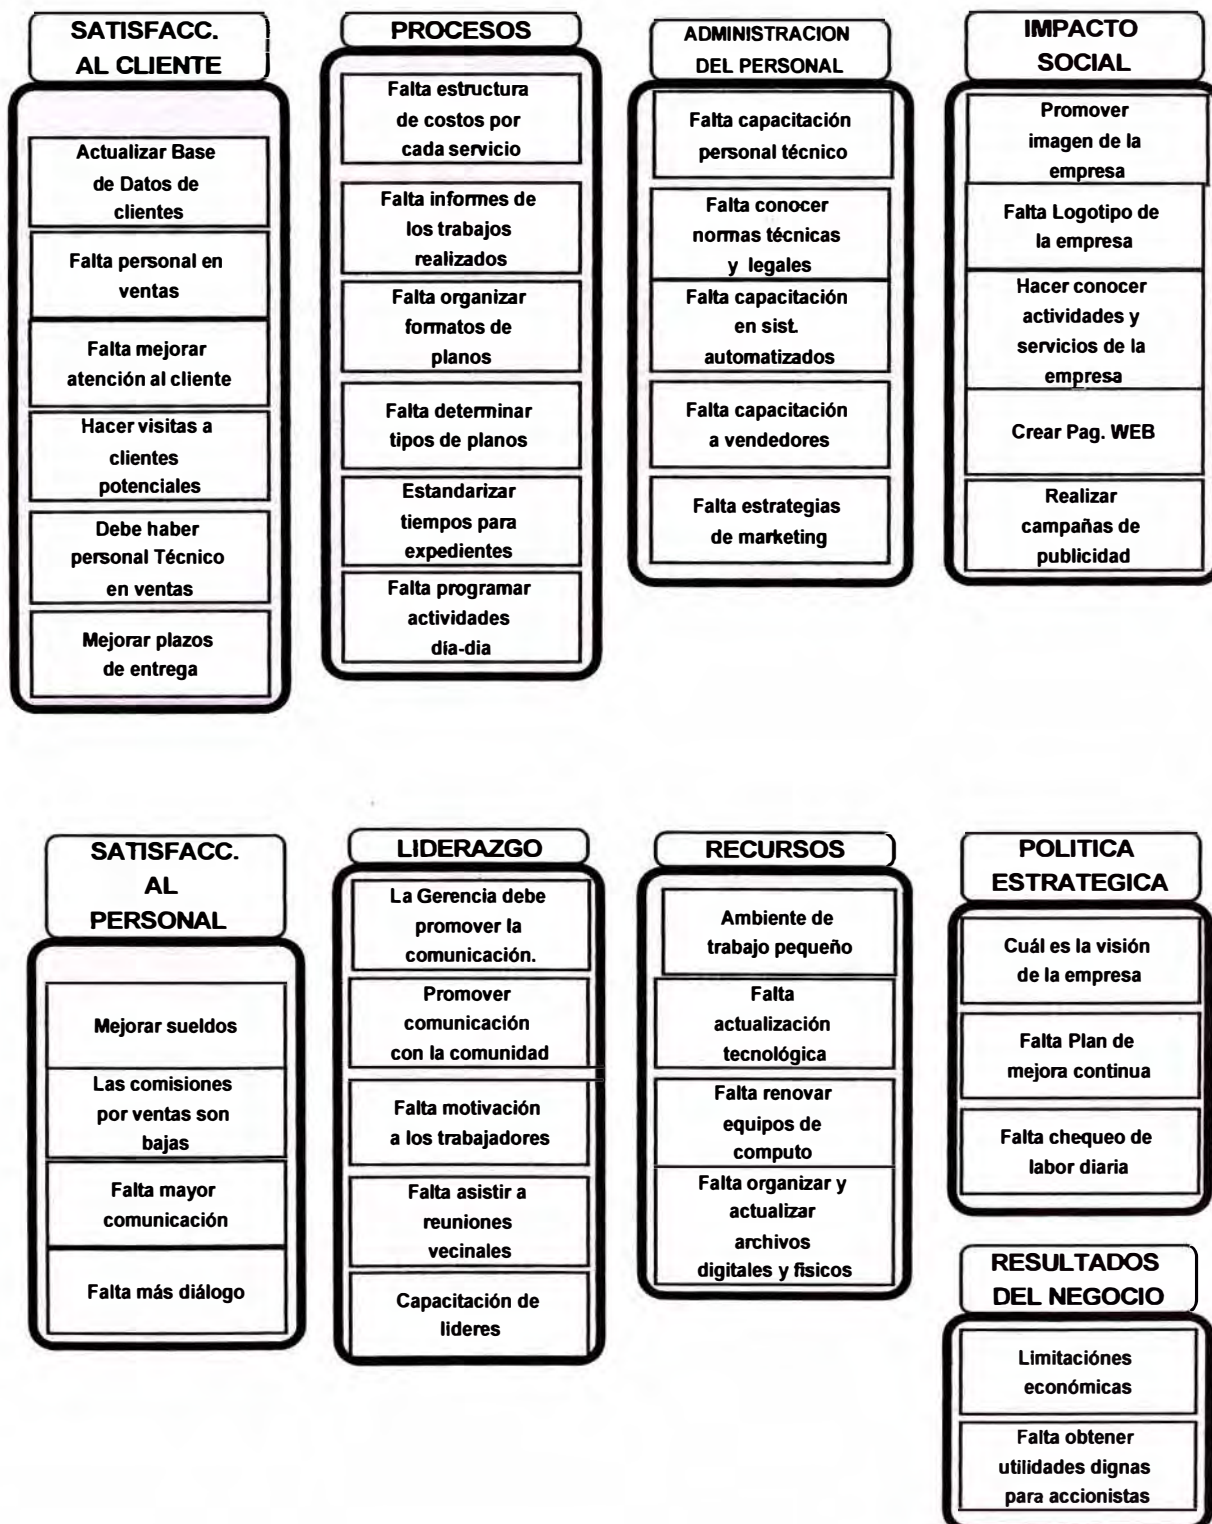 SATISFACC.
AL CLIENTE
Actualizar Base
de Datos de
clientes
Falta personal en
ventas
Falta mejorar
atención al cliente
Hacer visitas a
clientes
potenciales
Debe haber
personal Técnico
en ventas
Mejorar plazos
de entrega
PROCESOS
Falta estructura
de costos por
cada servicio
Falta informes de
los trabajos
realizados
Falta organizar
formatos de
planos
Falta determinar
tipos de planos
Estandarizar
tiempos para
expedientes
Falta programar
actividades
día-dia
ADMINISTRACION
DEL PERSONAL
Falta capacitación
personal técnico
Falta conocer
normas técnicas
y legales
Falta capacitación
en sist.
automatizados
Falta capacitación
a vendedores
Falta estrategias
de marketing
IMPACTO
SOCIAL
Promover
imagen de la
empresa
Falta Logotipo de
la empresa
Hacer conocer
actividades y
servicios de la
empresa
Crear Pag. WEB
Realizar
campañas de
publicidad
SATISFACC.
AL
PERSONAL
Mejorar sueldos
Las comisiones
por ventas son
bajas
Falta mayor
comunicación
Falta más diálogo
LIDERAZGO
La Gerencia debe
promover la
comunicación.
Promover
comunicación
con la comunidad
Falta motivación
a los trabajadores
Falta asistir a
reuniones
vecinales
Capacitación de
lideres
RECURSOS
Ambiente de
trabajo pequeño
Falta
actualización
tecnológica
Falta renovar
equipos de
computo
Falta organizar y
actualizar
archivos
digitales y fisicos
POLITICA
ESTRATEGICA
Cuál es la visión
de la empresa
Falta Plan de
mejora continua
Falta chequeo de
labor diaria
RESULTADOS
DEL NEGOCIO
Limitaciónes
económicas
Falta obtener
utilidades dignas
para accionistas